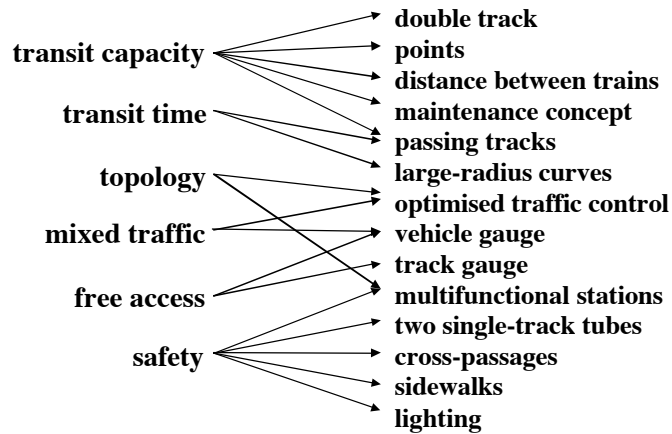 transit capacity
transit time
topology
mixed traffic
free access
safety
double track
points
distance between trains
maintenance concept
passing tracks
large-radius curves
optimised traffic control
vehicle gauge
track gauge
multifunctional stations
two single-track tubes
cross-passages
sidewalks
lighting